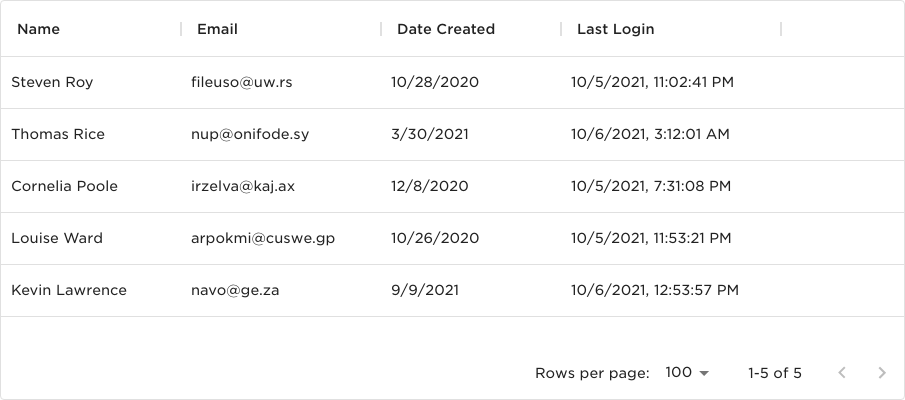 Name Email Date Created Last Login
Steven Roy fileuso@uw.rs 10/28/2020 10/5/2021, 11:02:41 PM
Thomas Rice nup@onifode.sy 3/30/2021 10/6/2021, 3:12:01 AM
Cornelia Poole irzelva@kaj.ax 12/8/2020 10/5/2021, 7:31:08 PM
Louise Ward arpokmi@cuswe.gp 10/26/2020 10/5/2021, 11:53:21 PM
Kevin Lawrence navo@ge.za 9/9/2021 10/6/2021, 12:53:57 PM
Rows per page: 100 1-5 of 5